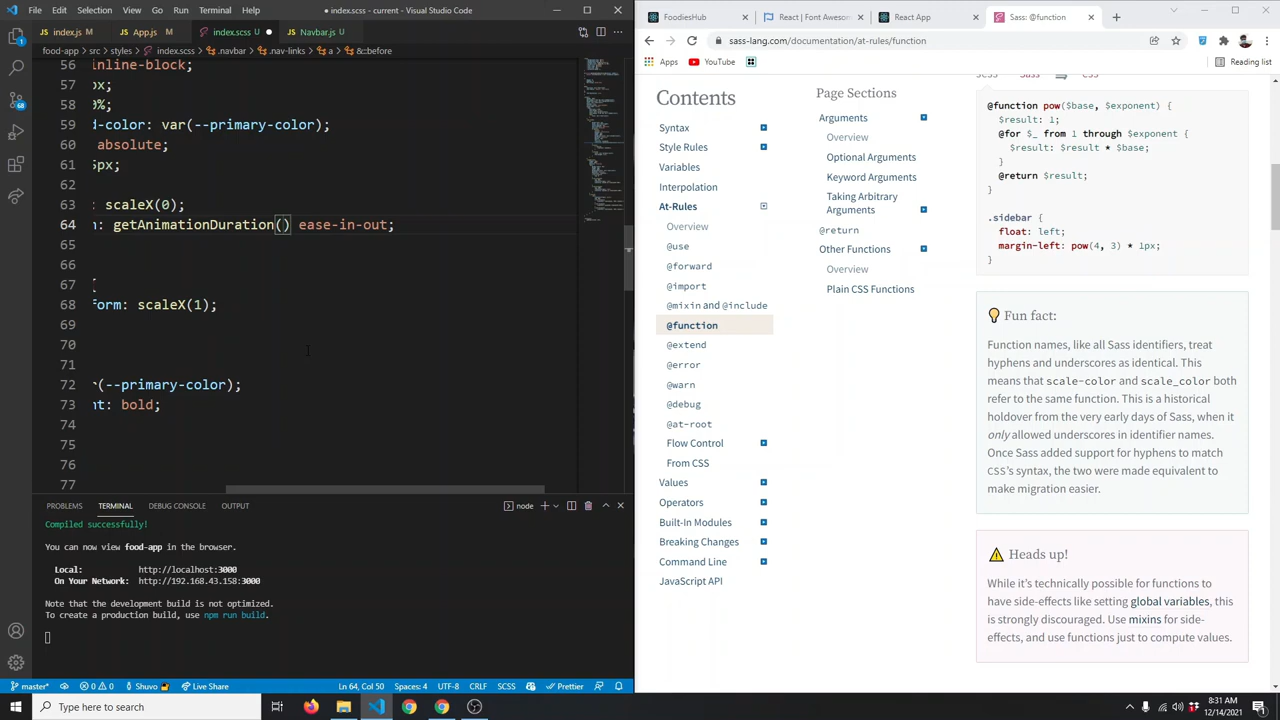 File Edit Selection View Go Run Terminal Help
index.scss - current - Visual Studio Code
index.js U
App.js M
index.scss U
Navbar.js U
food-app > src > styles > index.scss > .navbar > .nav-links > a > &:before
56 inline-block;
57 px;
58 %;
59 -color: var(--primary-color);
60 absolute;
61 px;
62
63 scaleX(0);
64 n: getAnimationDuration() ease-in-out;
65
66
67 {
68 form: scaleX(1);
69
70
71
72 r(--primary-color);
73 nt: bold;
74
75
76
77
PROBLEMS TERMINAL DEBUG CONSOLE OUTPUT
node
Compiled successfully!
You can now view food-app in the browser.
Local: http://localhost:3000
On Your Network: http://192.168.43.158:3000
Note that the development build is not optimized.
To create a production build, use npm run build.
master* 0 0 Shuvo Live Share
Ln 64, Col 50 Spaces: 4 UTF-8 CRLF SCSS Prettier
FoodiesHub
React | Font Awesom
React App
Sass: @function
sass-lang.com/documentation/at-rules/function
Apps YouTube Reading list
Contents
Syntax
Style Rules
Variables
Interpolation
At-Rules
Overview
@use
@forward
@import
@mixin and @include
@function
@extend
@error
@warn
@debug
@at-root
Flow Control
From CSS
Values
Operators
Built-In Modules
Breaking Changes
Command Line
JavaScript API
Page Sections
Arguments
Overview
Optional Arguments
Keyword Arguments
Taking Arbitrary
Arguments
@return
Other Functions
Overview
Plain CSS Functions
SCSS Sass CSS
@function pow($base, $exponent) {
$result: 1;
@for $_ from 1 through $exponent {
$result: $result * $base;
}
@return $result;
}
.sidebar {
float: left;
margin-left: pow(4, 3) * 1px;
}
Fun fact:
Function names, like all Sass identifiers, treat
hyphens and underscores as identical. This
means that scale-color and scale_color both
refer to the same function. This is a historical
holdover from the very early days of Sass, when it
only allowed underscores in identifier names.
Once Sass added support for hyphens to match
CSS's syntax, the two were made equivalent to
make migration easier.
Heads up!
While it's technically possible for functions to
have side-effects like setting global variables, this
is strongly discouraged. Use mixins for side-
effects, and use functions just to compute values.
Type here to search
8:31 AM
12/14/2021